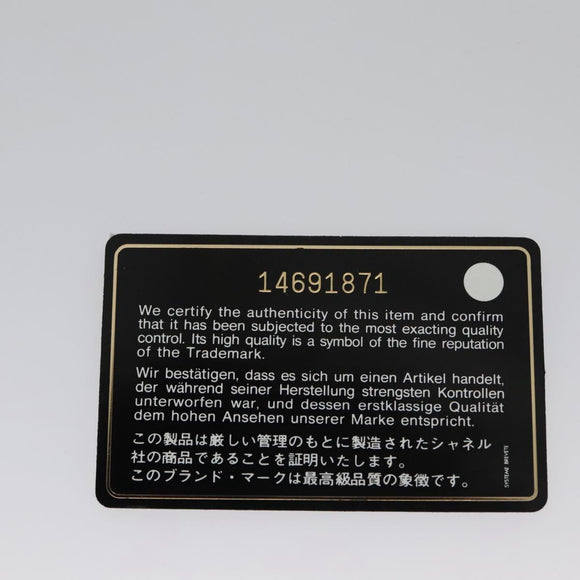 14691871
We certify the authenticity of this item and confirm
that it has been subjected to the most exacting quality
control. Its high quality is a symbol of the fine reputation
of the Trademark.
Wir bestätigen, dass es sich um einen Artikel handelt,
der während seiner Herstellung strengsten Kontrollen
unterworfen war, und dessen erstklassige Qualität
dem hohen Ansehen unserer Marke entspricht.
この製品は厳しい管理のもとに製造されたシャネル
社の商品であることを証明いたします。
このブランド・マークは最高級品質の象徴です。
SYSTEME BREVETE